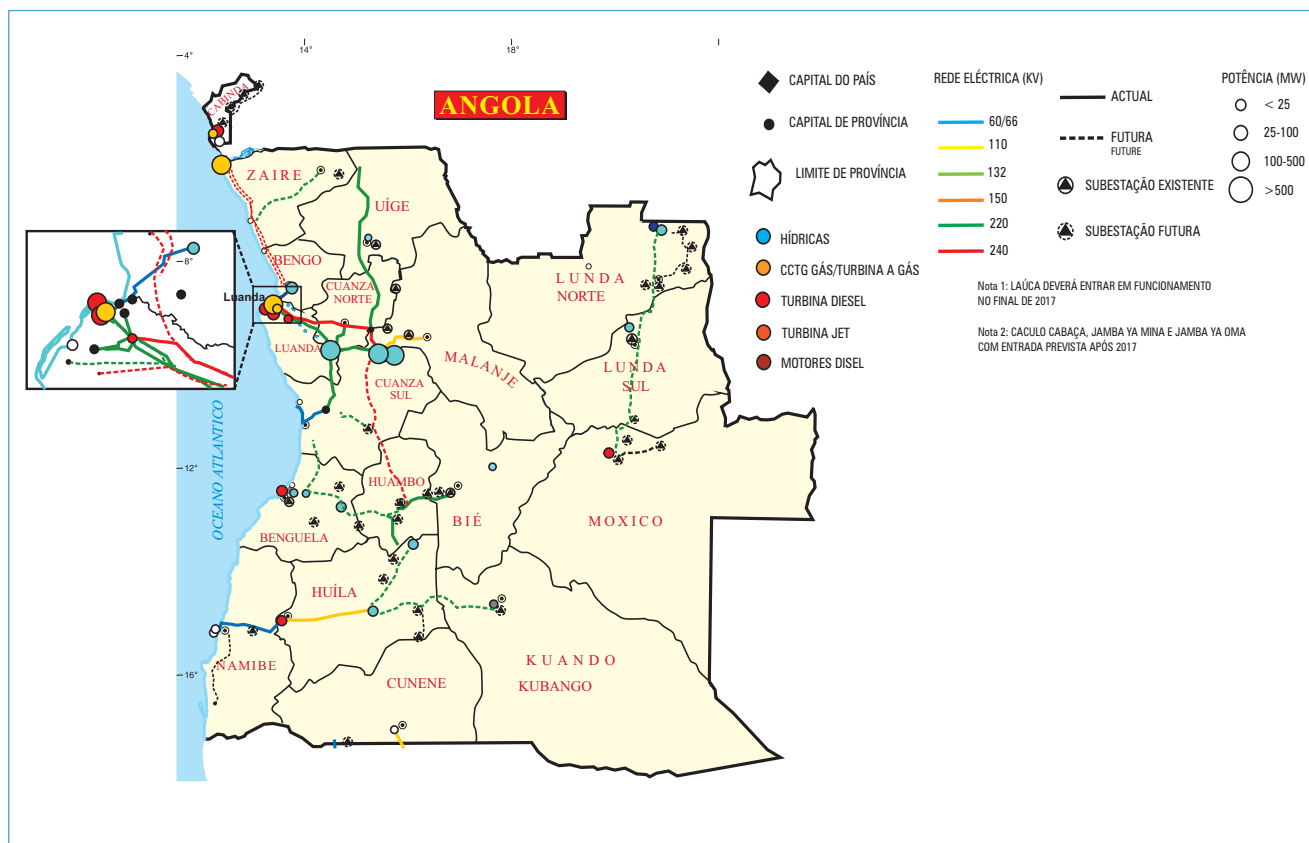 14°
18°
4°
8°
12°
16°
ANGOLA
CABINDA
ZAIRE
UÍGE
BENGO
CUANZA
NORTE
Luanda
LUANDA
MALANJE
CUANZA
SUL
LUNDA
NORTE
LUNDA
SUL
HUAMBO
BIÉ
MOXICO
BENGUELA
HUÍLA
NAMIBE
CUNENE
KUANDO
KUBANGO
OCEANO ATLANTICO
CAPITAL DO PAÍS
CAPITAL DE PROVÍNCIA
LIMITE DE PROVÍNCIA
HÍDRICAS
CCTG GÁS/TURBINA A GÁS
TURBINA DIESEL
TURBINA JET
MOTORES DISEL
REDE ELÉCTRICA (KV)
60/66
110
132
150
220
240
ACTUAL
FUTURA
FUTURE
SUBESTAÇÃO EXISTENTE
SUBESTAÇÃO FUTURA
POTÊNCIA (MW)
< 25
25-100
100-500
>500
Nota 1: LAÚCA DEVERÁ ENTRAR EM FUNCIONAMENTO
NO FINAL DE 2017
Nota 2: CACULO CABAÇA, JAMBA YA MINA E JAMBA YA OMA
COM ENTRADA PREVISTA APÓS 2017